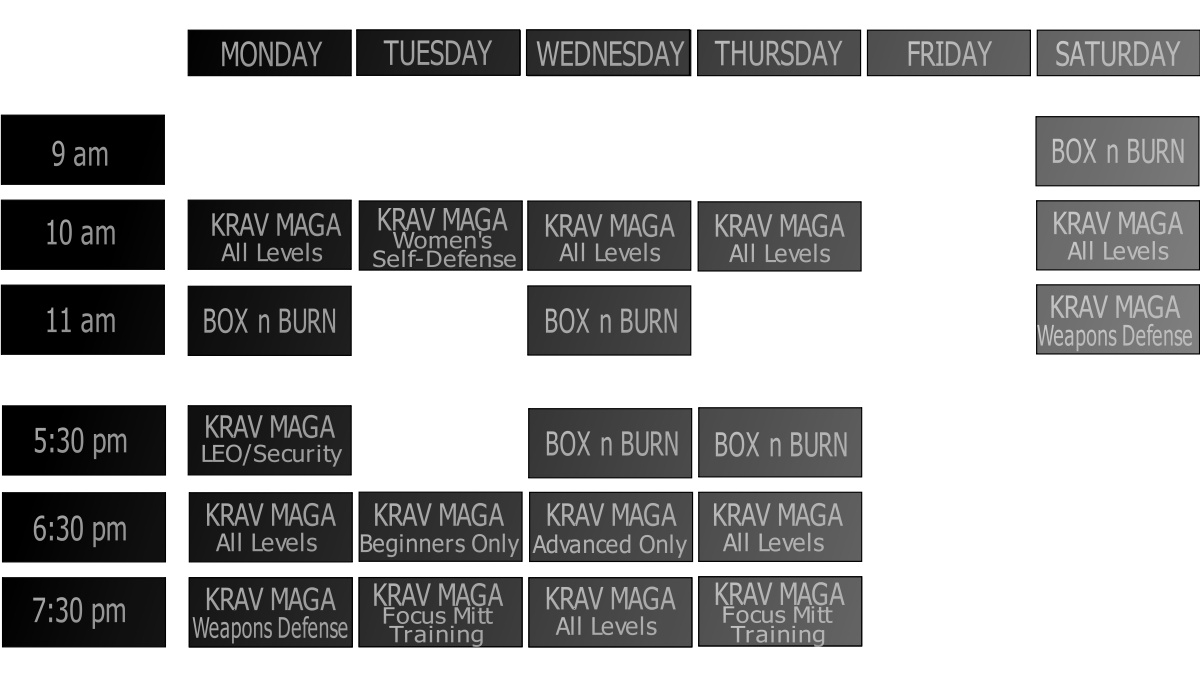 MONDAY TUESDAY WEDNESDAY THURSDAY FRIDAY SATURDAY
9 am BOX n BURN
10 am KRAV MAGA KRAV MAGA KRAV MAGA KRAV MAGA KRAV MAGA
All Levels Women's All Levels All Levels All Levels
Self-Defense
11 am BOX n BURN BOX n BURN KRAV MAGA
Weapons Defense
5:30 pm KRAV MAGA BOX n BURN BOX n BURN
LEO/Security
6:30 pm KRAV MAGA KRAV MAGA KRAV MAGA KRAV MAGA
All Levels Beginners Only Advanced Only All Levels
7:30 pm KRAV MAGA KRAV MAGA KRAV MAGA KRAV MAGA
Weapons Defense Focus Mitt All Levels Focus Mitt
Training Training